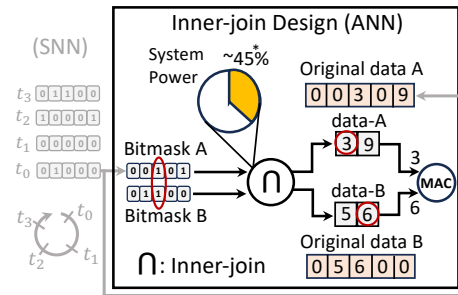 Inner-join Design (ANN)
(SNN)
System
Power
~45%*
Original data A
0 0 3 0 9
t3 0 1 1 0 0
t2 1 0 0 0 1
t1 0 0 0 0 0
t0 0 1 0 0 0
Bitmask A
0 0 1 0 1
0 1 1 0 0
Bitmask B
∩
data-A
3 9
3
MAC
data-B
5 6
6
t0
t3
t2
t1
∩: Inner-join
Original data B
0 5 6 0 0